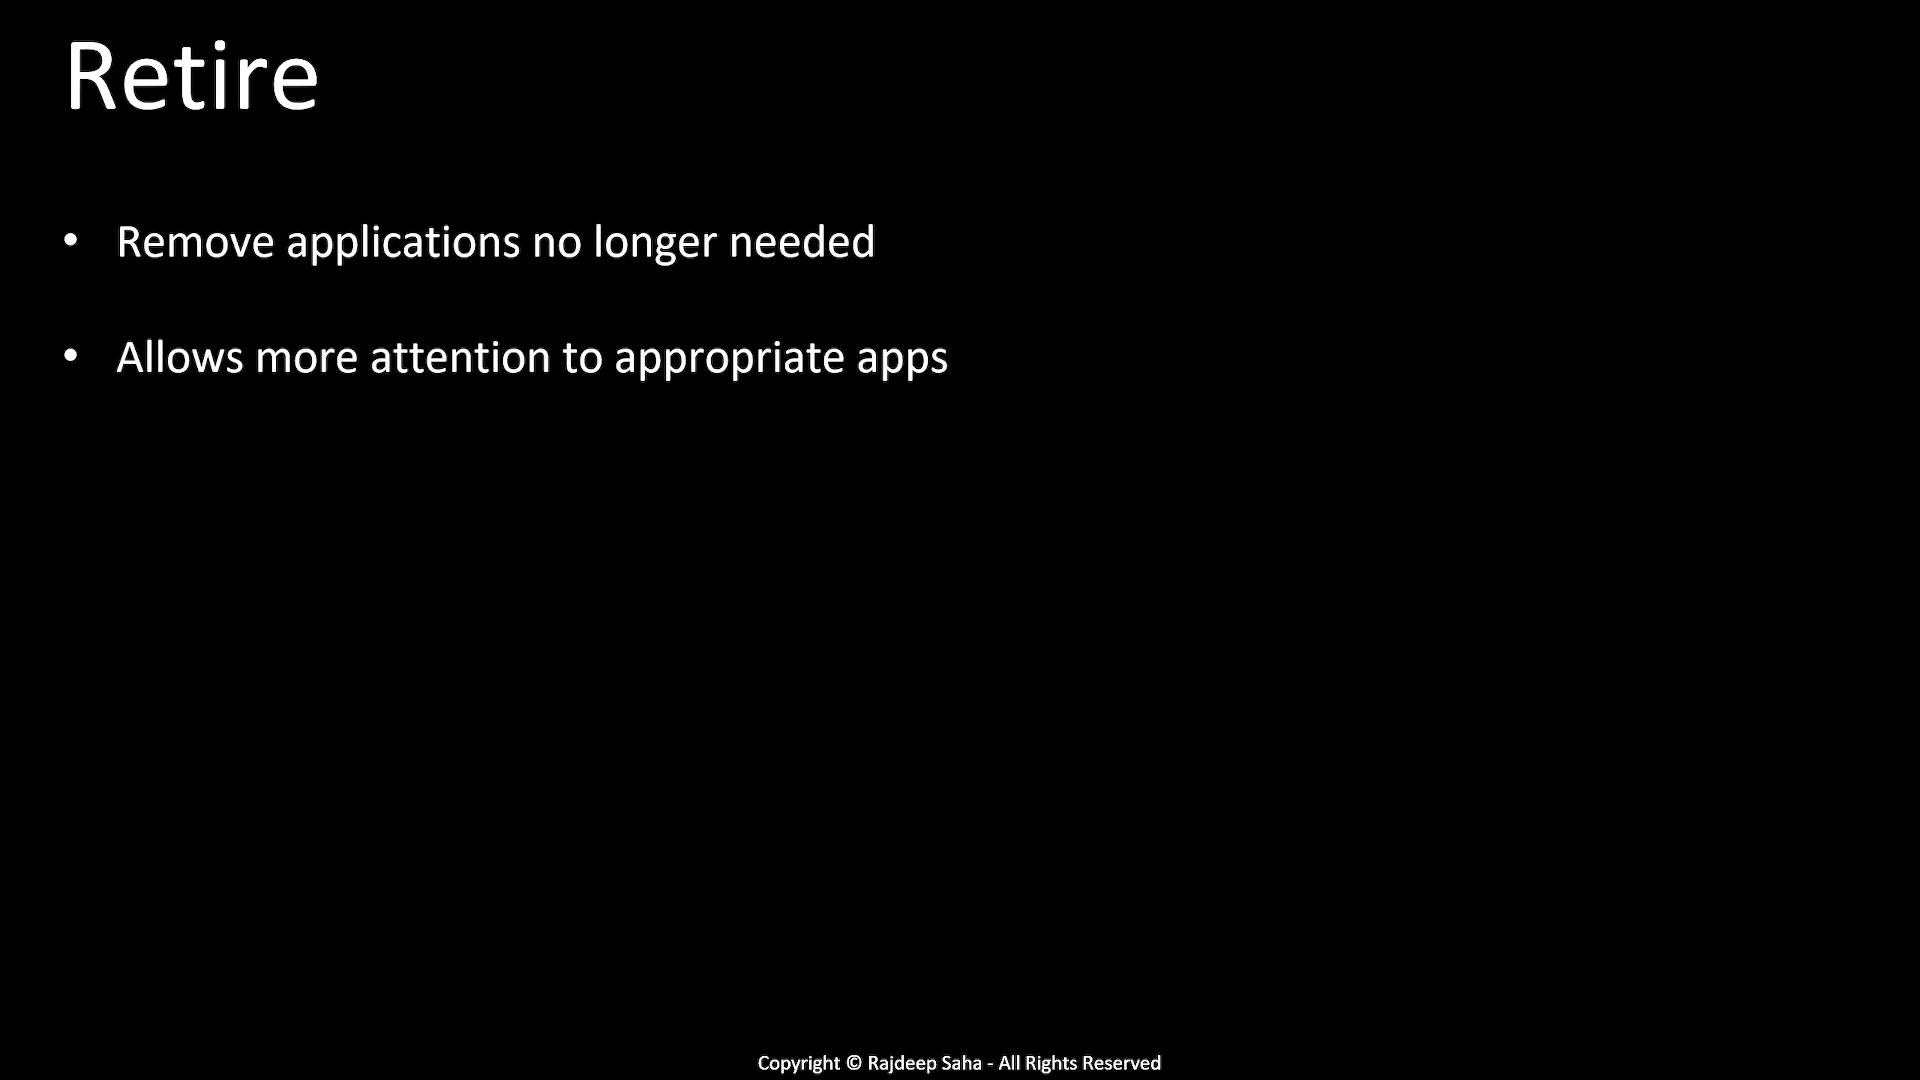 Retire
• Remove applications no longer needed
• Allows more attention to appropriate apps
Copyright © Rajdeep Saha - All Rights Reserved